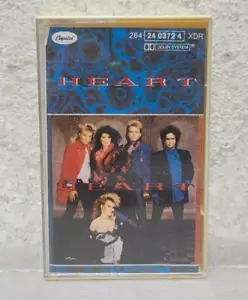 Capitol
264 24 0372 4 XDR
DOLBY SYSTEM
HEART
HEART